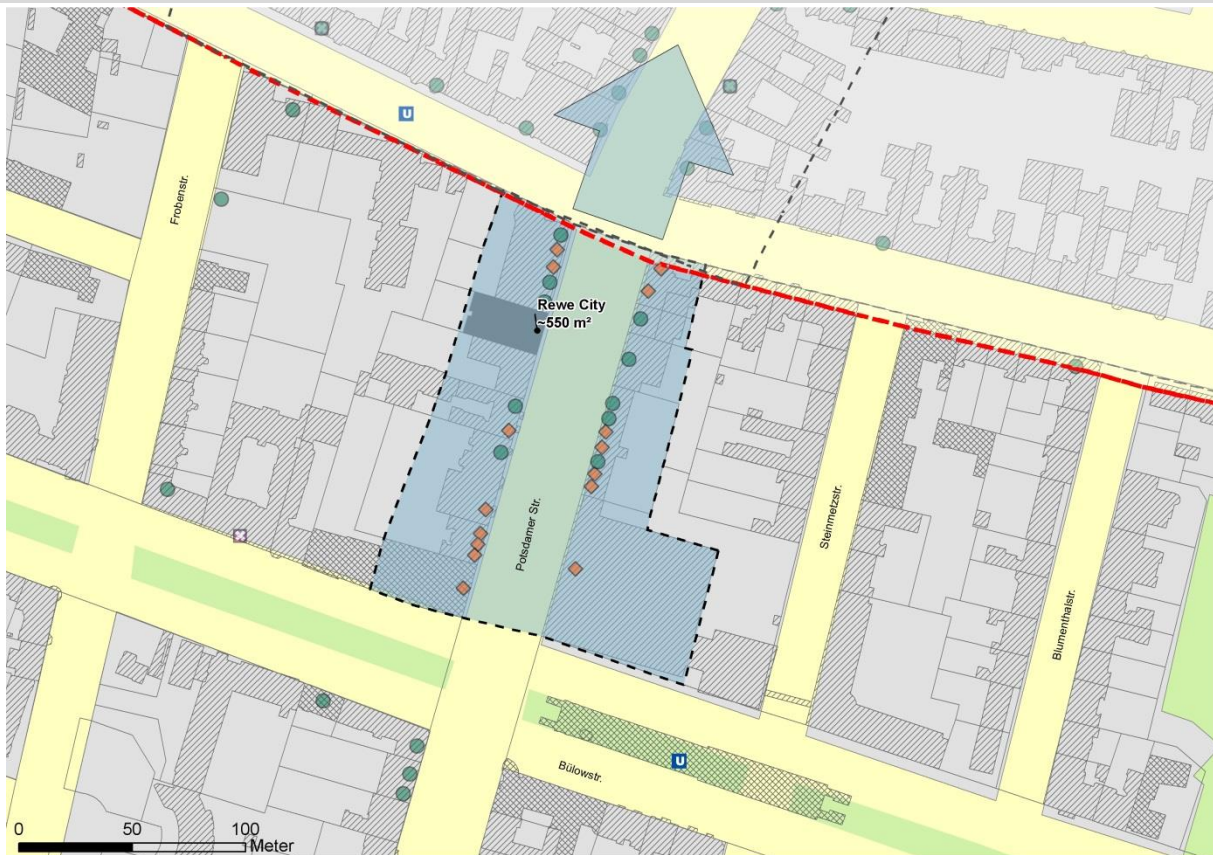 U
Frobenstr.
Rewe City
~550 m²
Potsdamer Str.
Steinmetzstr.
Blumenthalstr.
U
Bülowstr.
0 50 100
Meter